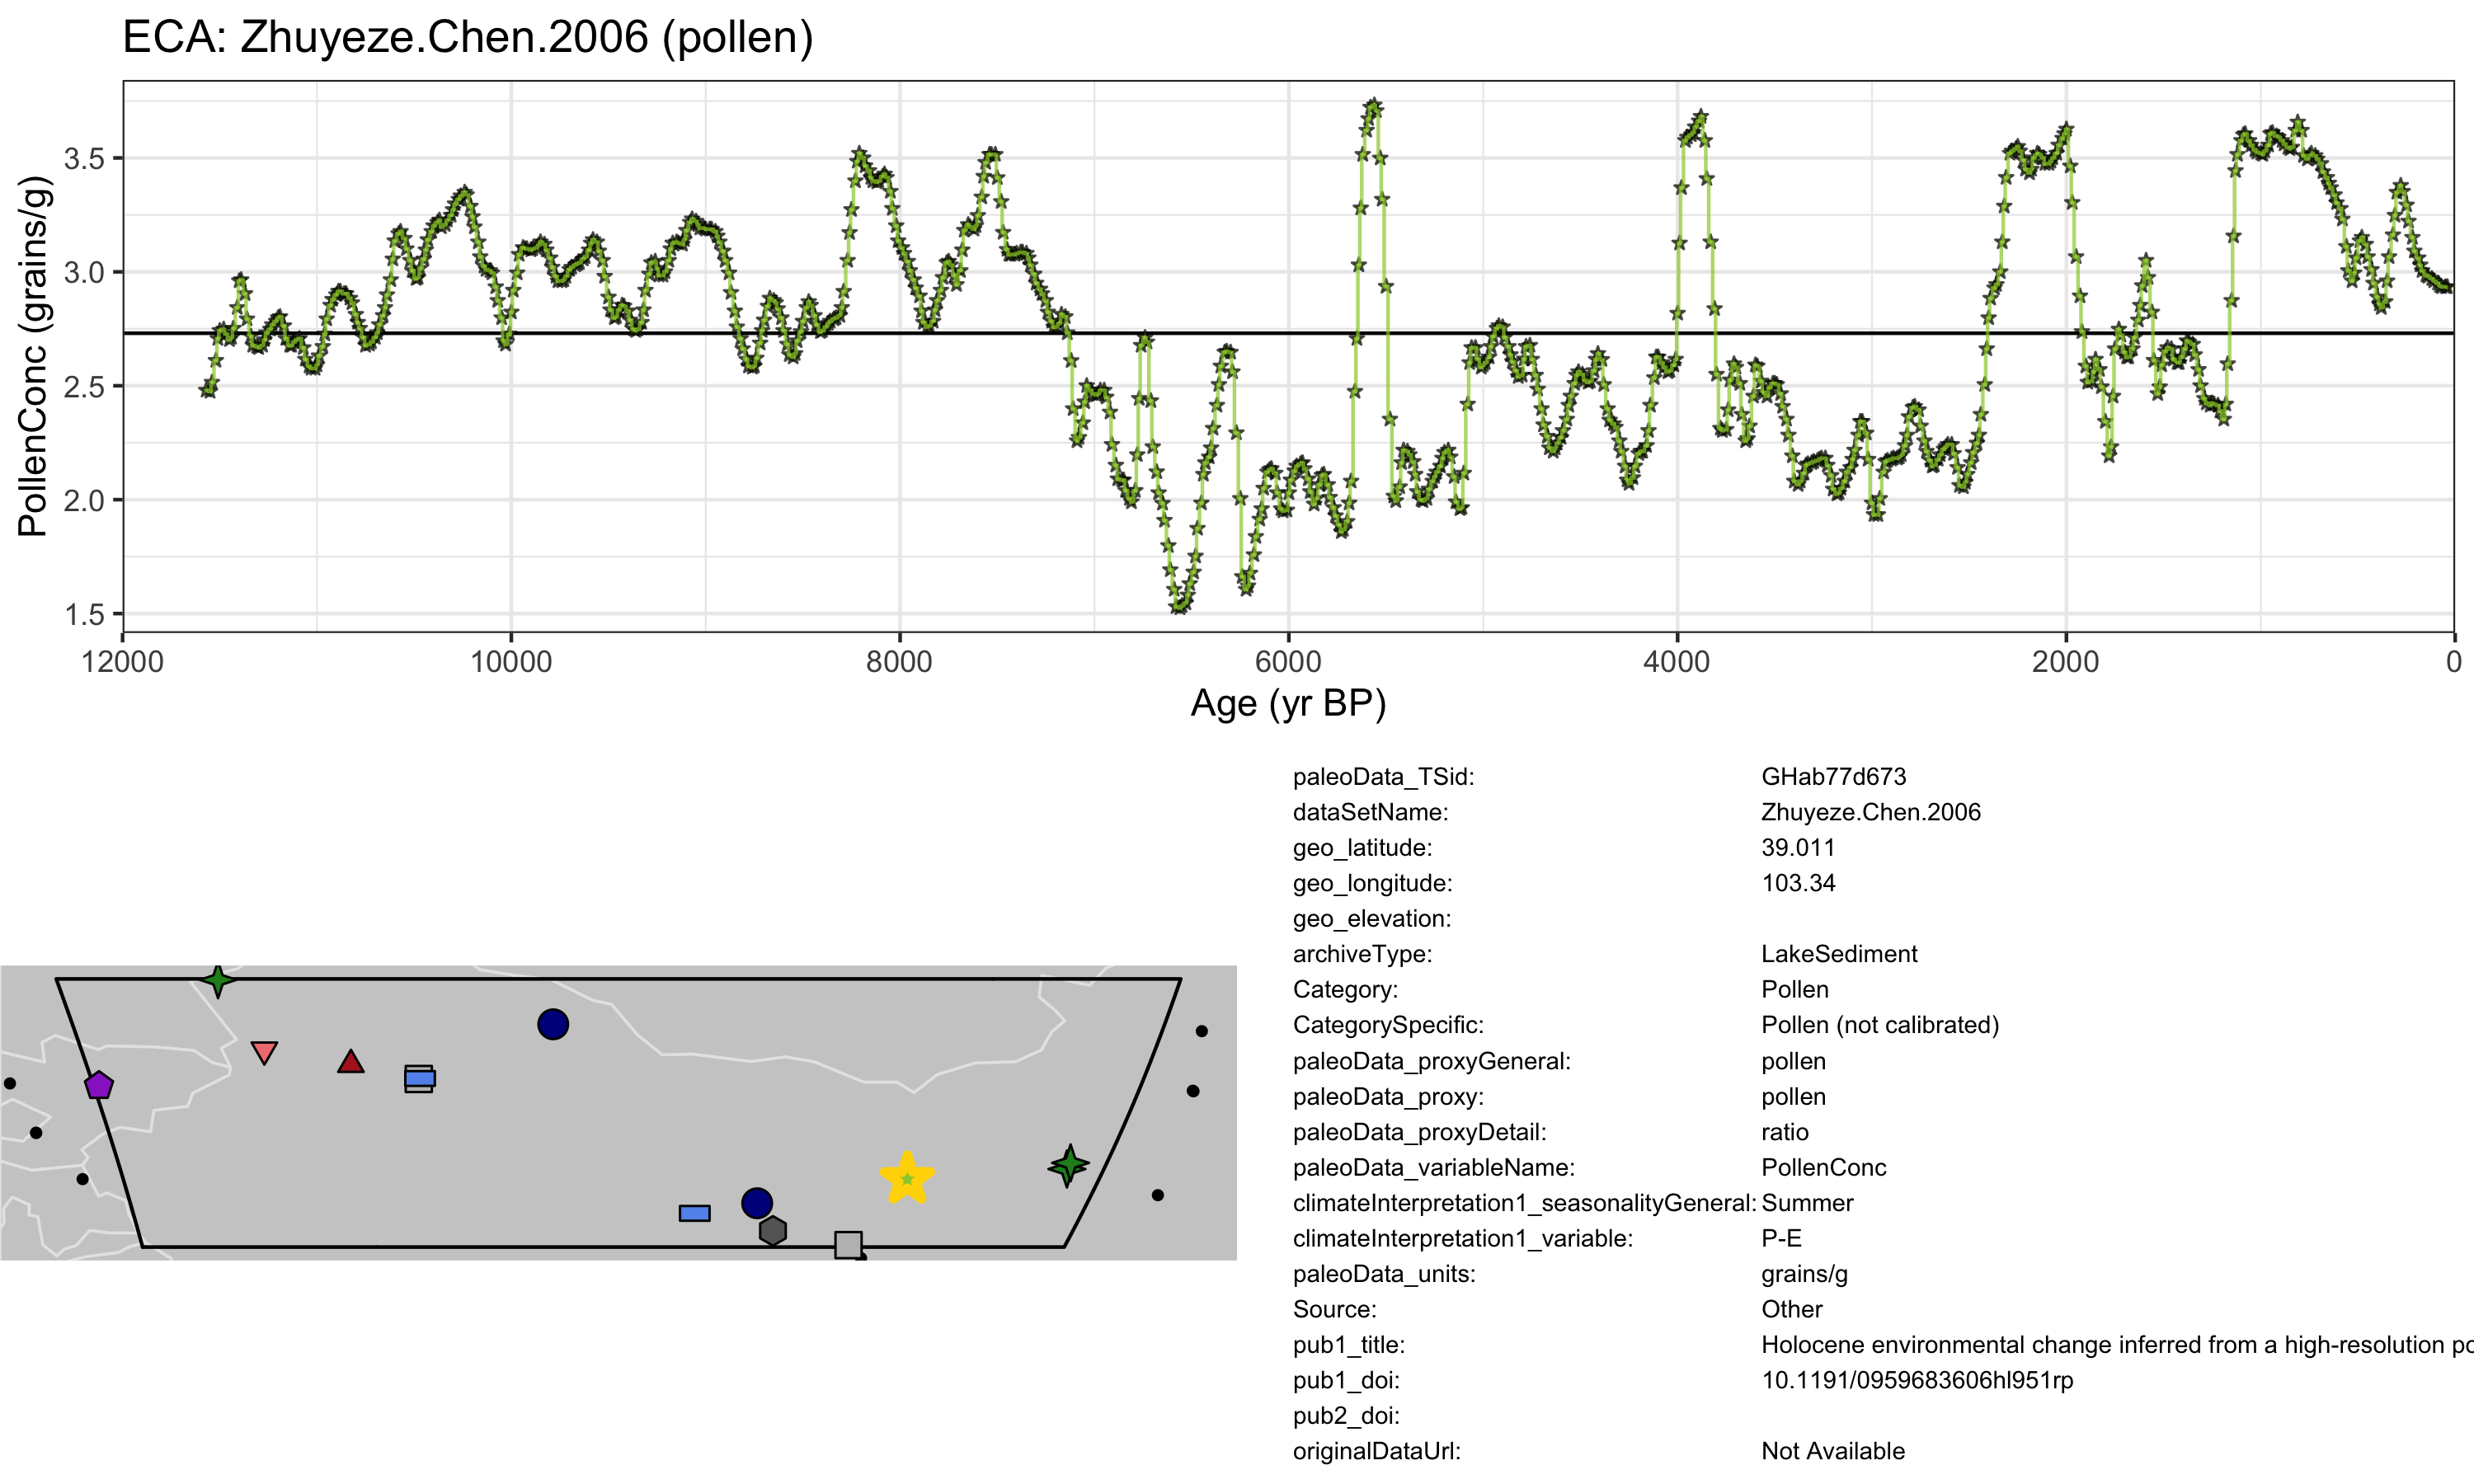 ECA: Zhuyeze.Chen.2006 (pollen)
PollenConc (grains/g)
3.5
3.0
2.5
2.0
1.5
12000 10000 8000 6000 4000 2000 0
Age (yr BP)
paleoData_TSid: GHab77d673
dataSetName: Zhuyeze.Chen.2006
geo_latitude: 39.011
geo_longitude: 103.34
geo_elevation:
archiveType: LakeSediment
Category: Pollen
CategorySpecific: Pollen (not calibrated)
paleoData_proxyGeneral: pollen
paleoData_proxy: pollen
paleoData_proxyDetail: ratio
paleoData_variableName: PollenConc
climateInterpretation1_seasonalityGeneral: Summer
climateInterpretation1_variable: P-E
paleoData_units: grains/g
Source: Other
pub1_title: Holocene environmental change inferred from a high-resolution po
pub1_doi: 10.1191/0959683606hl951rp
pub2_doi:
originalDataUrl: Not Available